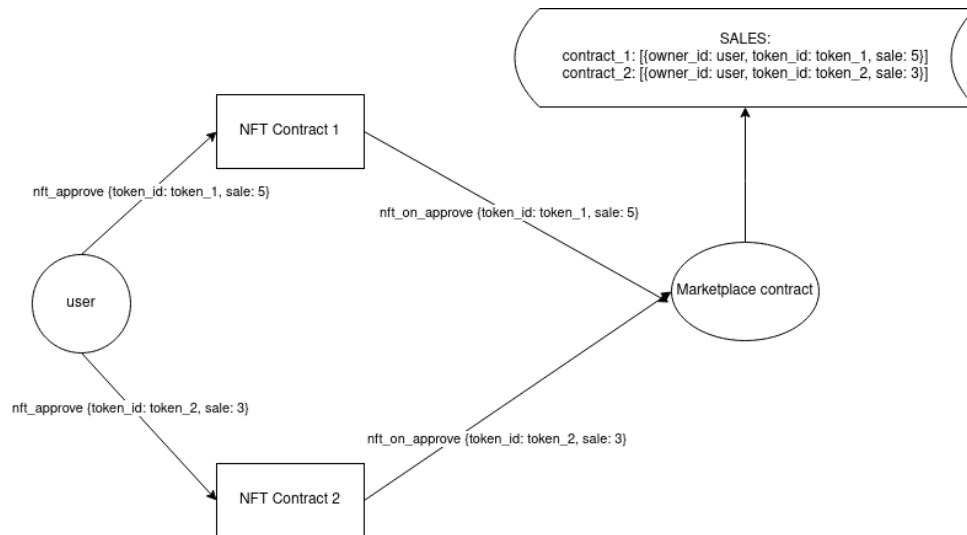 SALES:
contract_1: [{owner_id: user, token_id: token_1, sale: 5}]
contract_2: [{owner_id: user, token_id: token_2, sale: 3}]
NFT Contract 1
nft_approve {token_id: token_1, sale: 5}
nft_on_approve {token_id: token_1, sale: 5}
user
Marketplace contract
nft_approve {token_id: token_2, sale: 3}
nft_on_approve {token_id: token_2, sale: 3}
NFT Contract 2